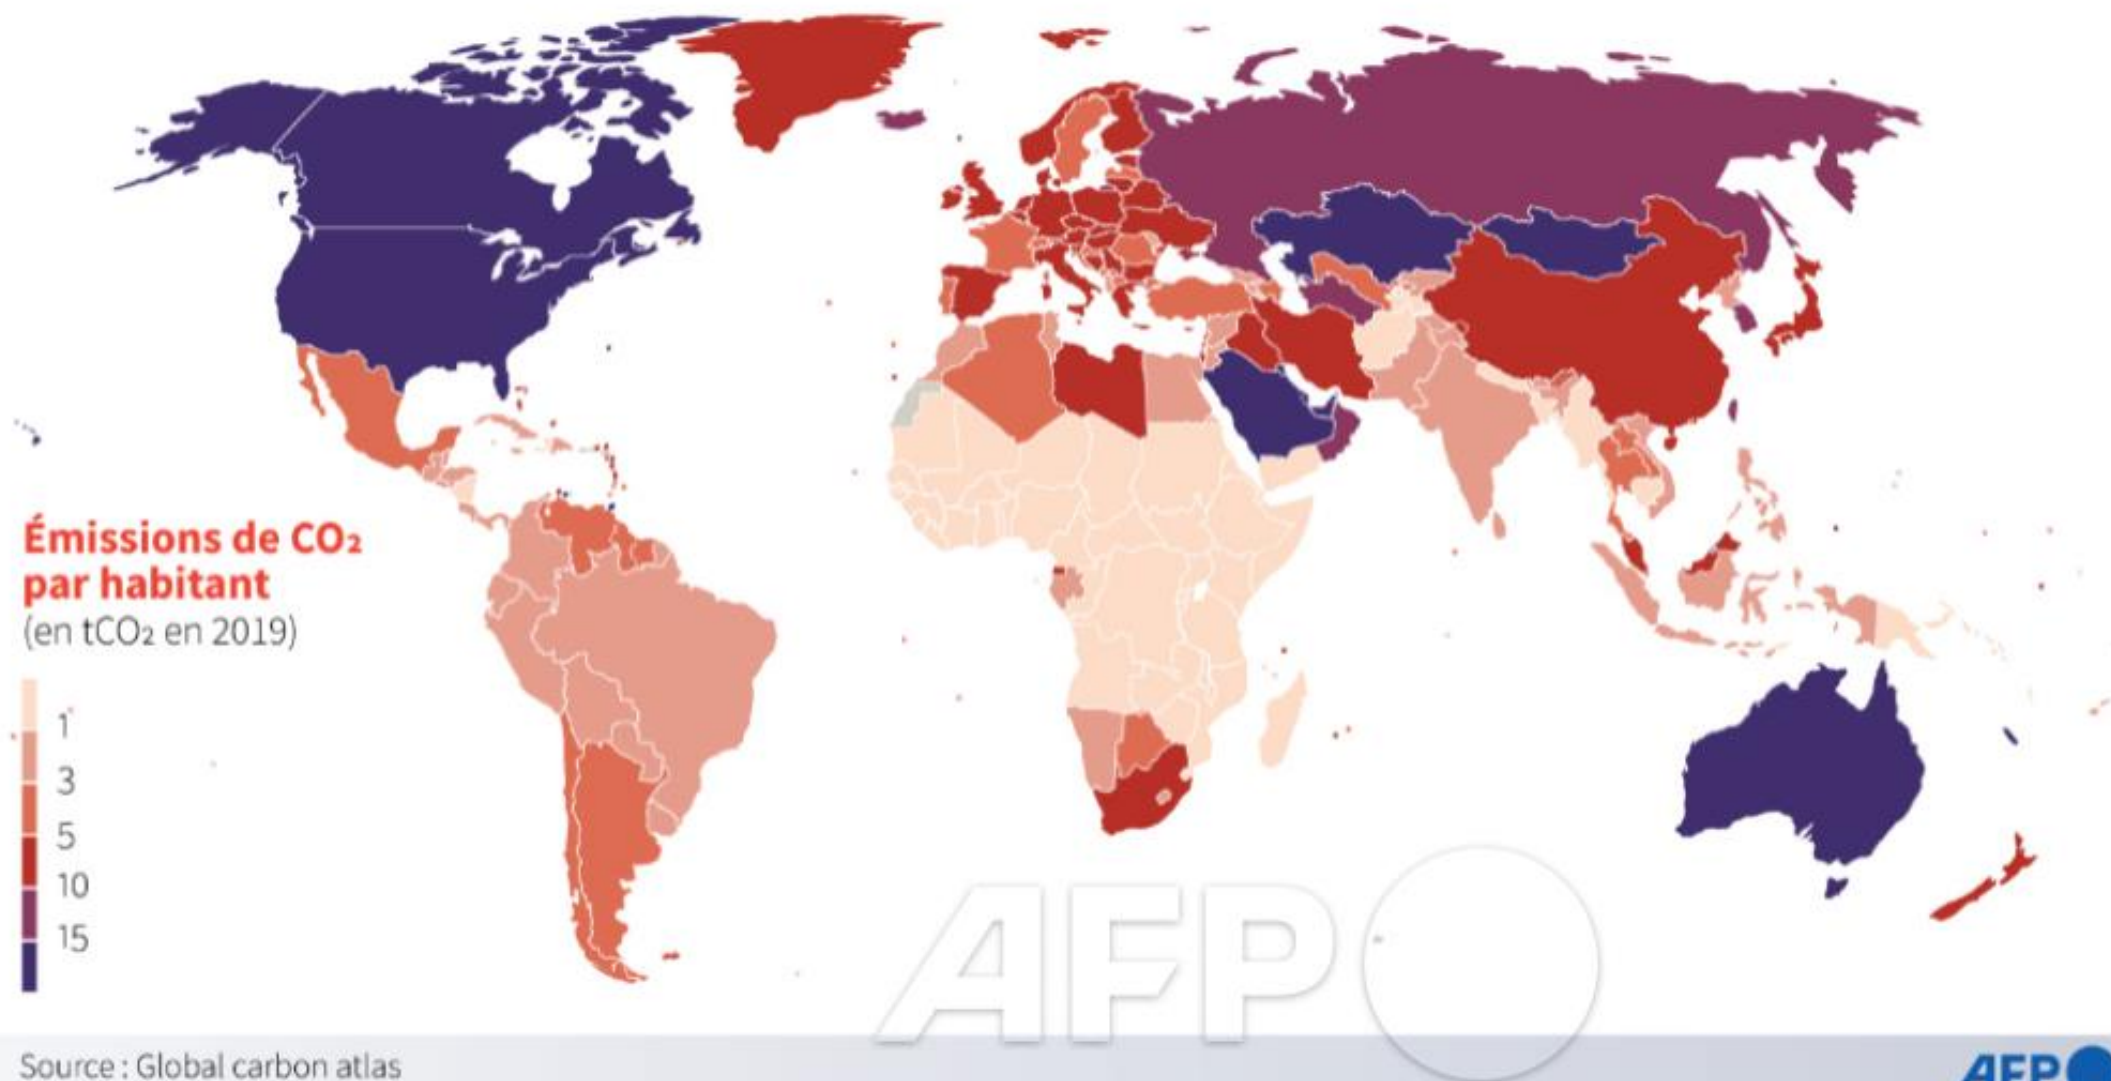 Émissions de CO₂
par habitant
(en tCO₂ en 2019)
1
3
5
10
15
AFP
Source : Global carbon atlas
AFP